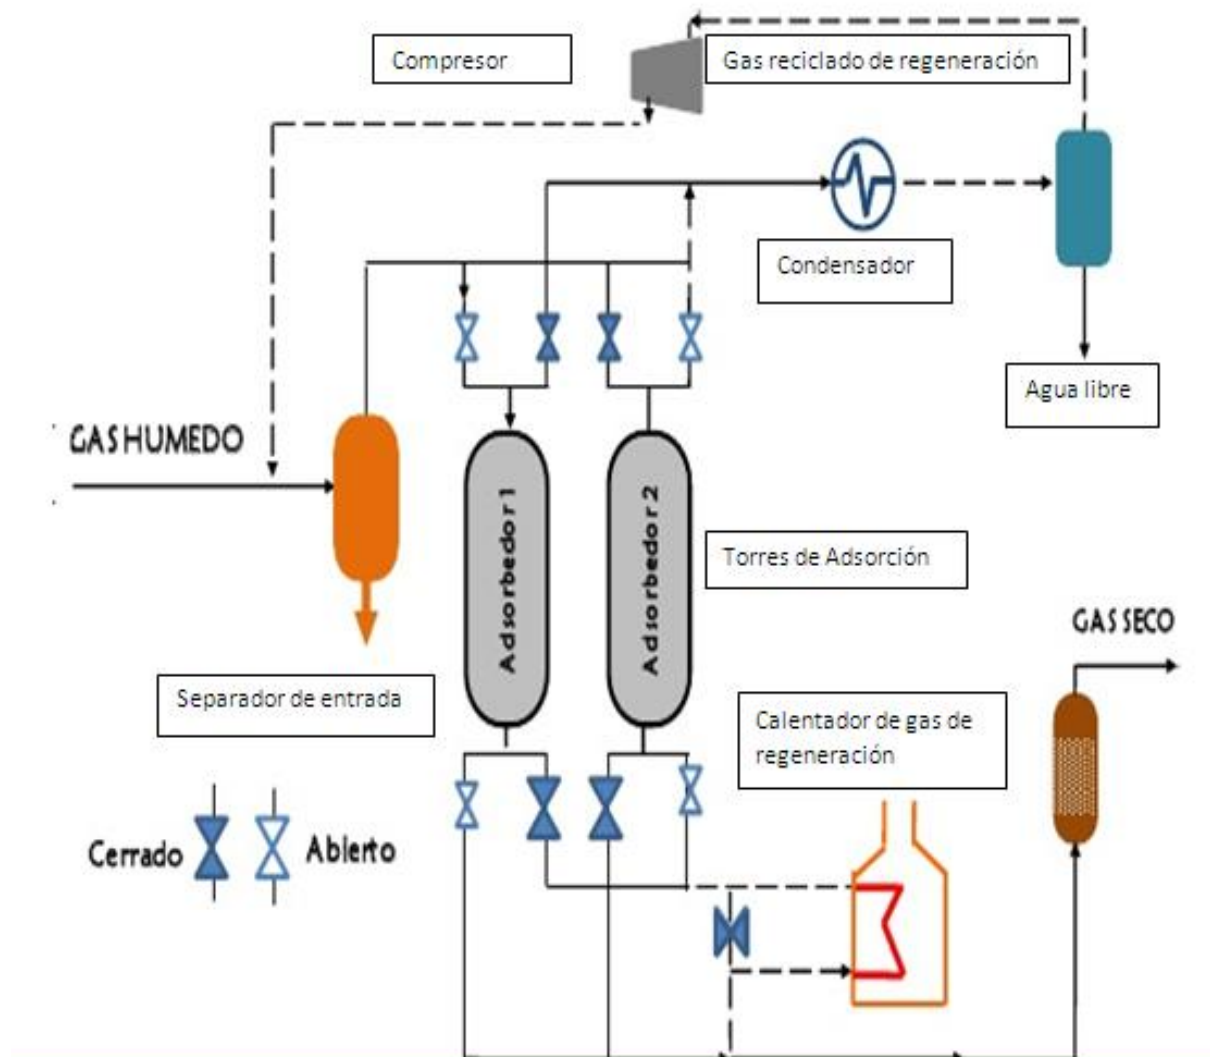 Compresor
Gas reciclado de regeneración
Condensador
Agua libre
GAS HUMEDO
Adsorbedor 1
Adsorbedor 2
Torres de Adsorción
GAS SECO
Separador de entrada
Calentador de gas de
regeneración
Cerrado
Abierto